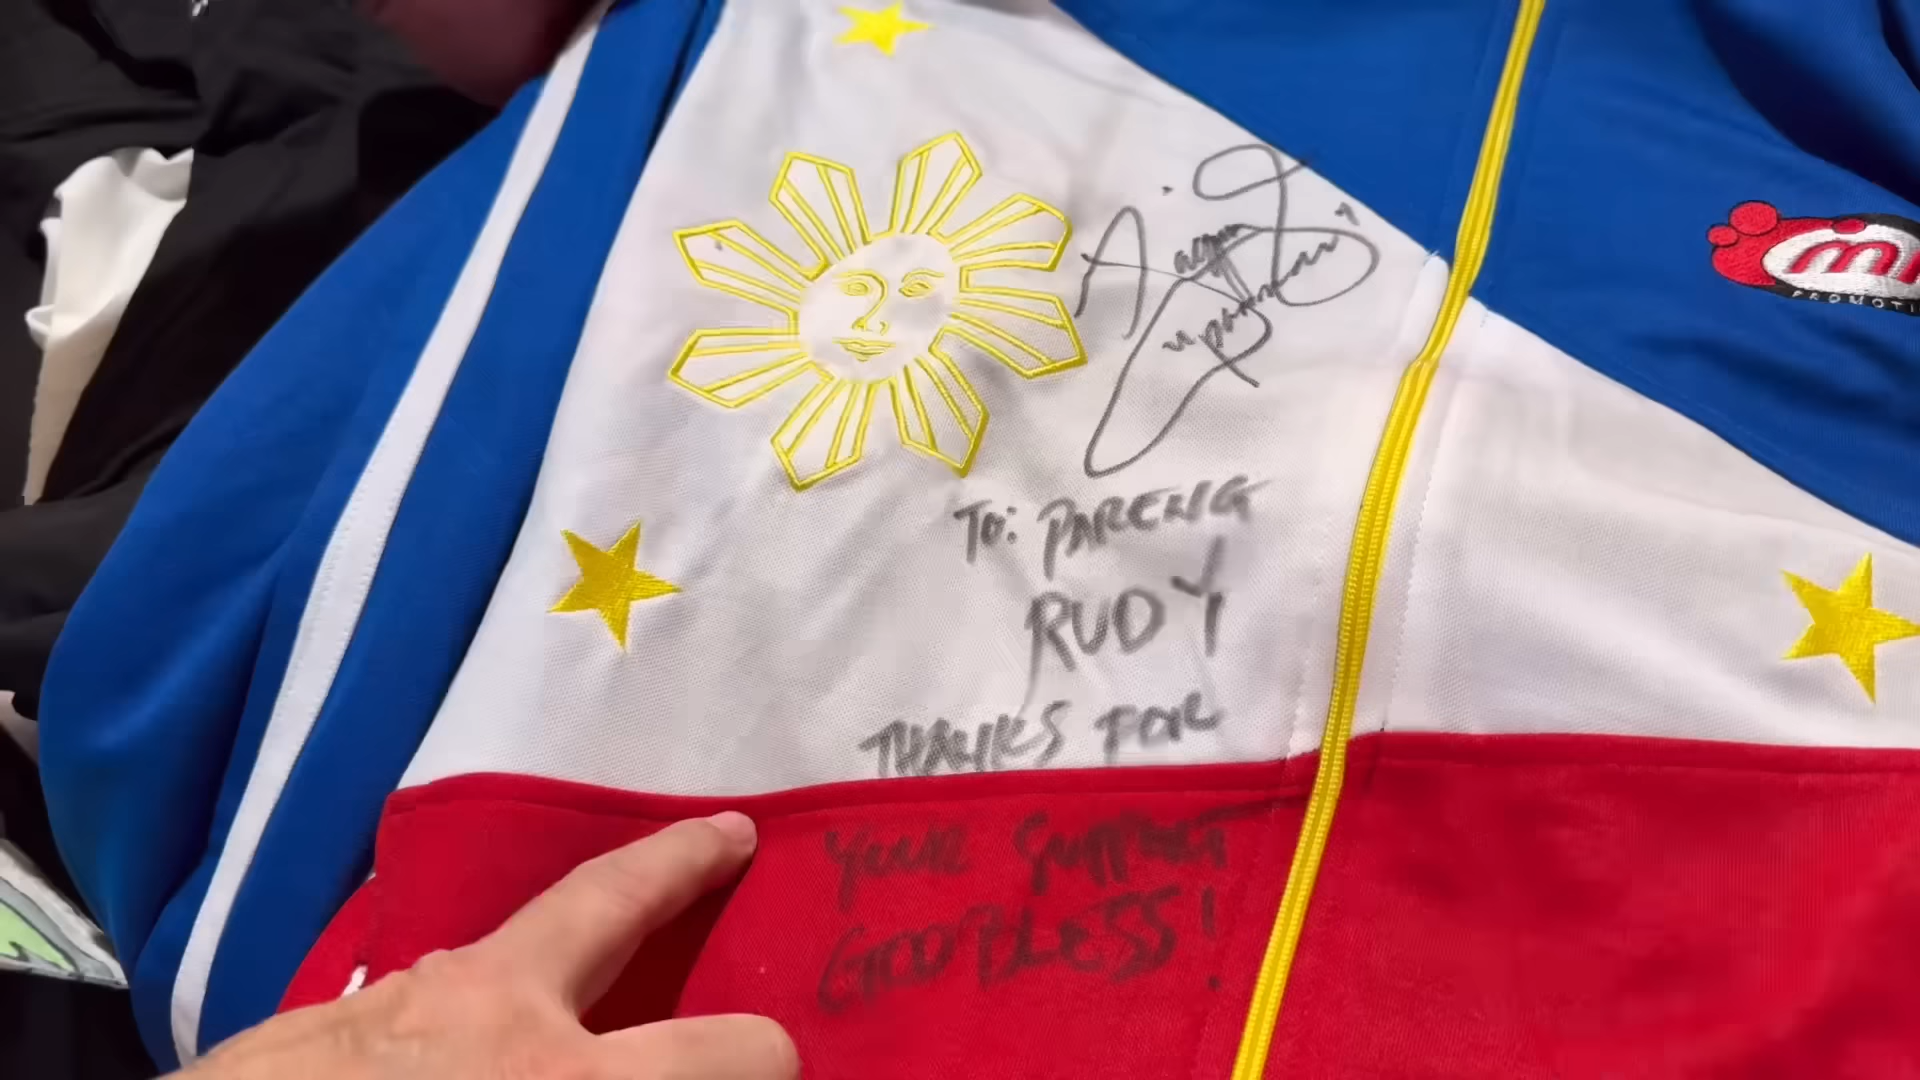 To: PARENG
RUDY
THANKS FOR
YOUR SUPPORT
GODBLESS!